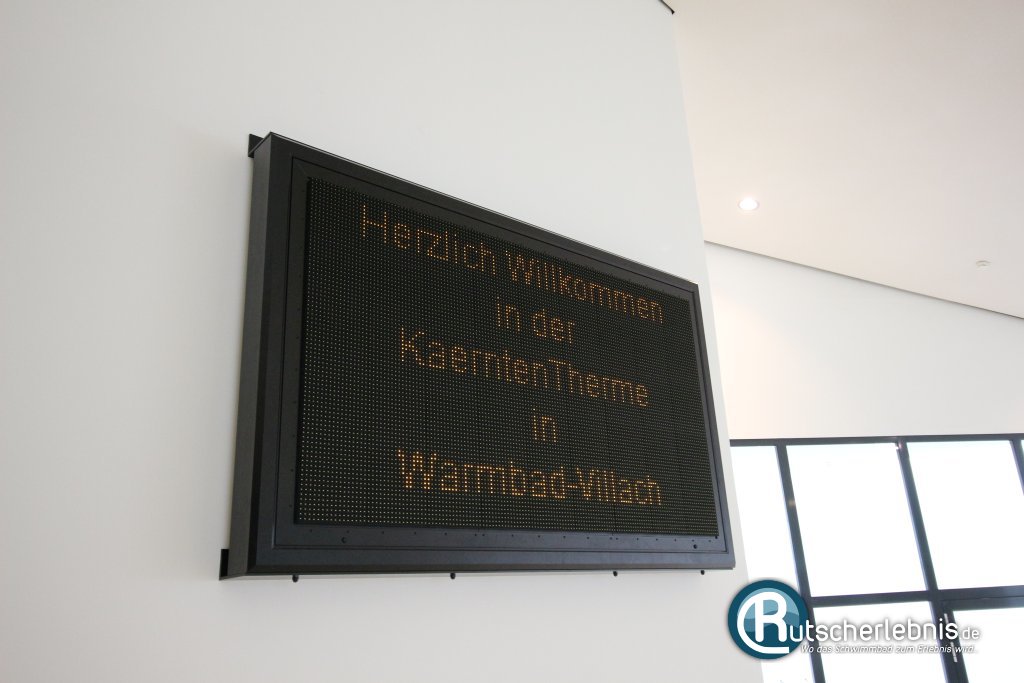 Herzlich Willkommen
in der
KaerntenTherme
in
Warmbad-Villach
Rutscherlebnis.de
Wo das Schwimmbad zum Erlebnis wird...